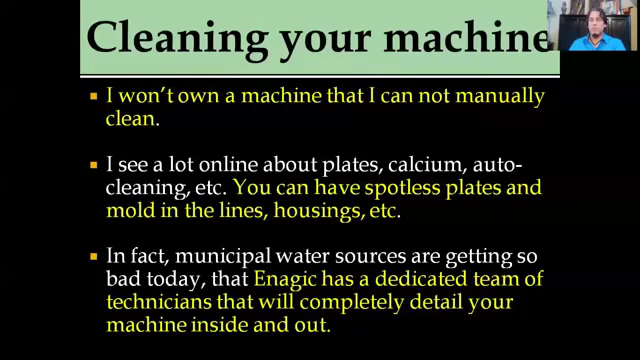 Cleaning your machine
I won't own a machine that I can not manually
clean.
I see a lot online about plates, calcium, auto-
cleaning, etc. You can have spotless plates and
mold in the lines, housings, etc.
In fact, municipal water sources are getting so
bad today, that Enagic has a dedicated team of
technicians that will completely detail your
machine inside and out.